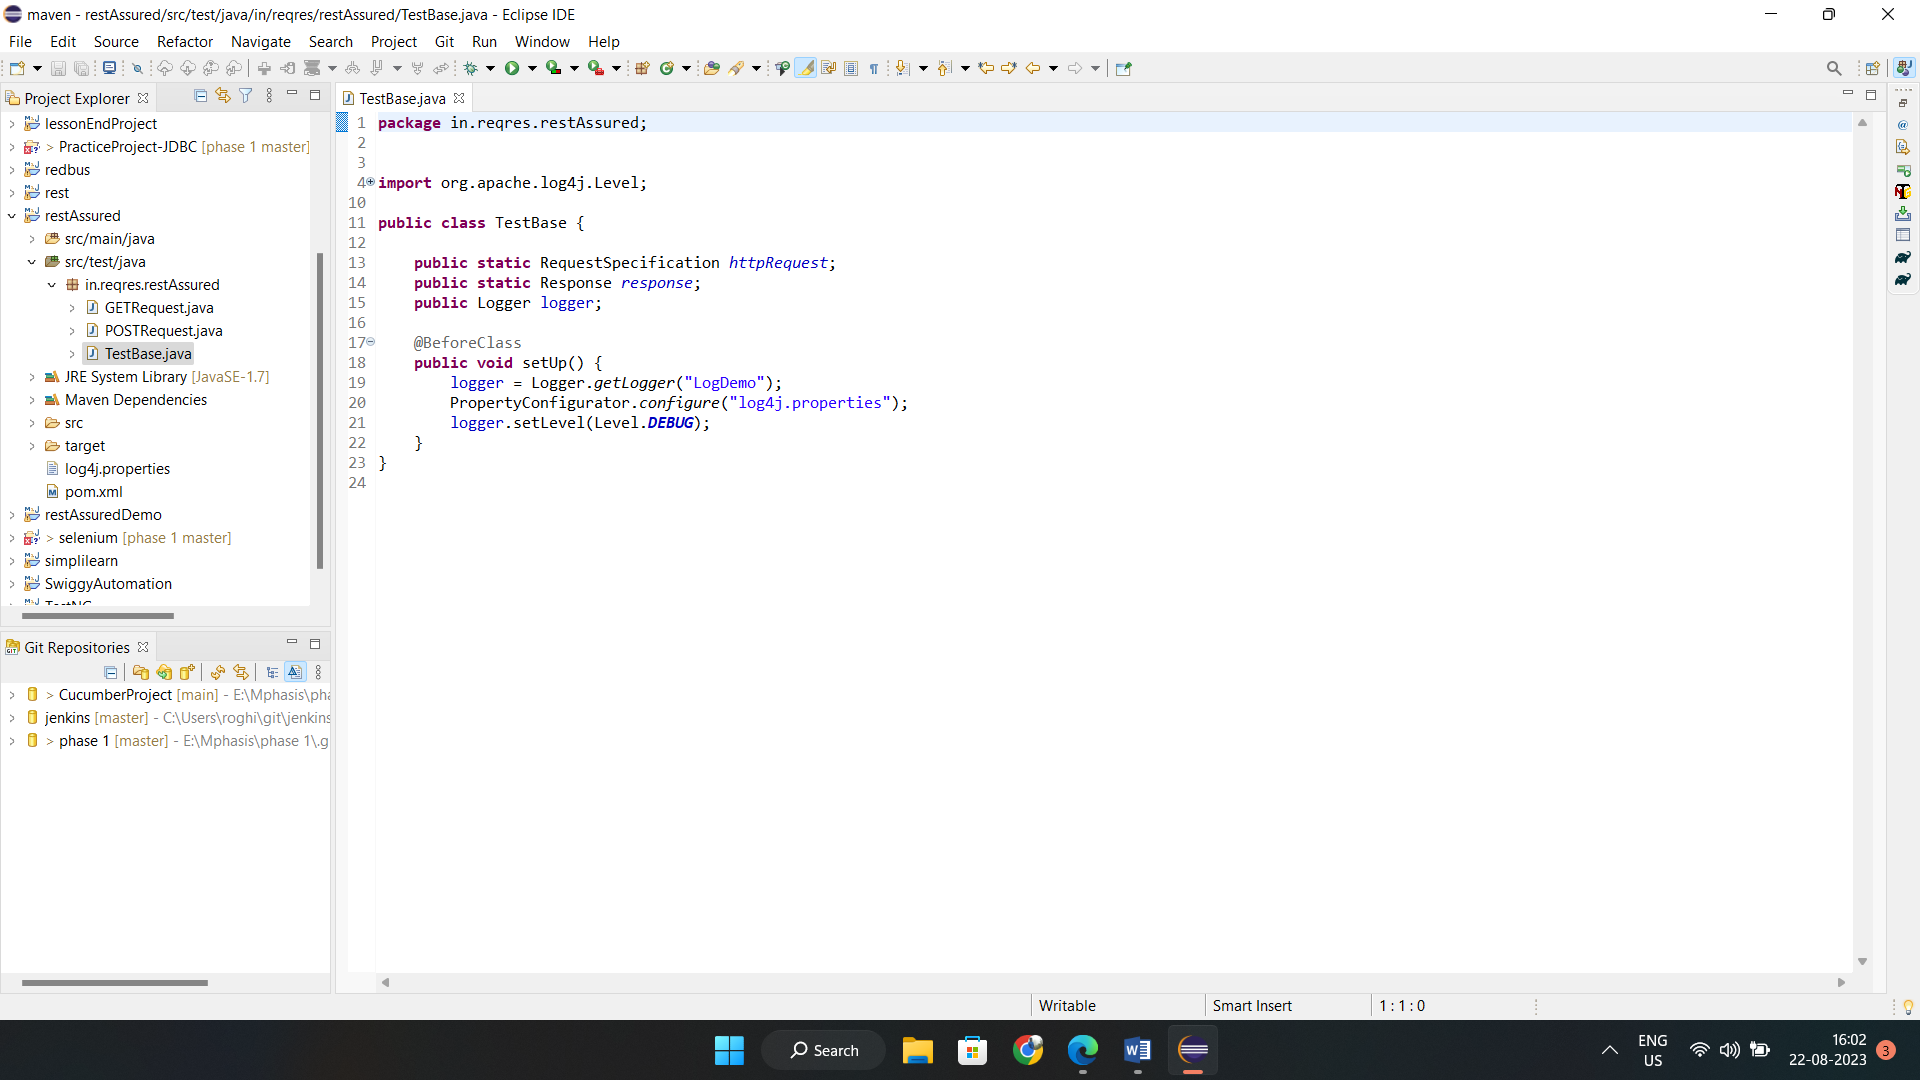 maven - restAssured/src/test/java/in/reqres/restAssured/TestBase.java - Eclipse IDE
File Edit Source Refactor Navigate Search Project Git Run Window Help
Project Explorer
lessonEndProject
> PracticeProject-JDBC [phase 1 master]
redbus
rest
restAssured
src/main/java
src/test/java
in.reqres.restAssured
GETRequest.java
POSTRequest.java
TestBase.java
JRE System Library [JavaSE-1.7]
Maven Dependencies
src
target
log4j.properties
pom.xml
restAssuredDemo
> selenium [phase 1 master]
simplilearn
SwiggyAutomation
TestNG
Git Repositories
> CucumberProject [main] - E:\Mphasis\pha
jenkins [master] - C:\Users\roghi\git\jenkins
> phase 1 [master] - E:\Mphasis\phase 1\.g
TestBase.java
1 package in.reqres.restAssured;
2
3
4 import org.apache.log4j.Level;
10
11 public class TestBase {
12
13 public static RequestSpecification httpRequest;
14 public static Response response;
15 public Logger logger;
16
17 @BeforeClass
18 public void setUp() {
19 logger = Logger.getLogger("LogDemo");
20 PropertyConfigurator.configure("log4j.properties");
21 logger.setLevel(Level.DEBUG);
22 }
23 }
24
Writable Smart Insert 1 : 1 : 0
Search
ENG
US
16:02
22-08-2023
3